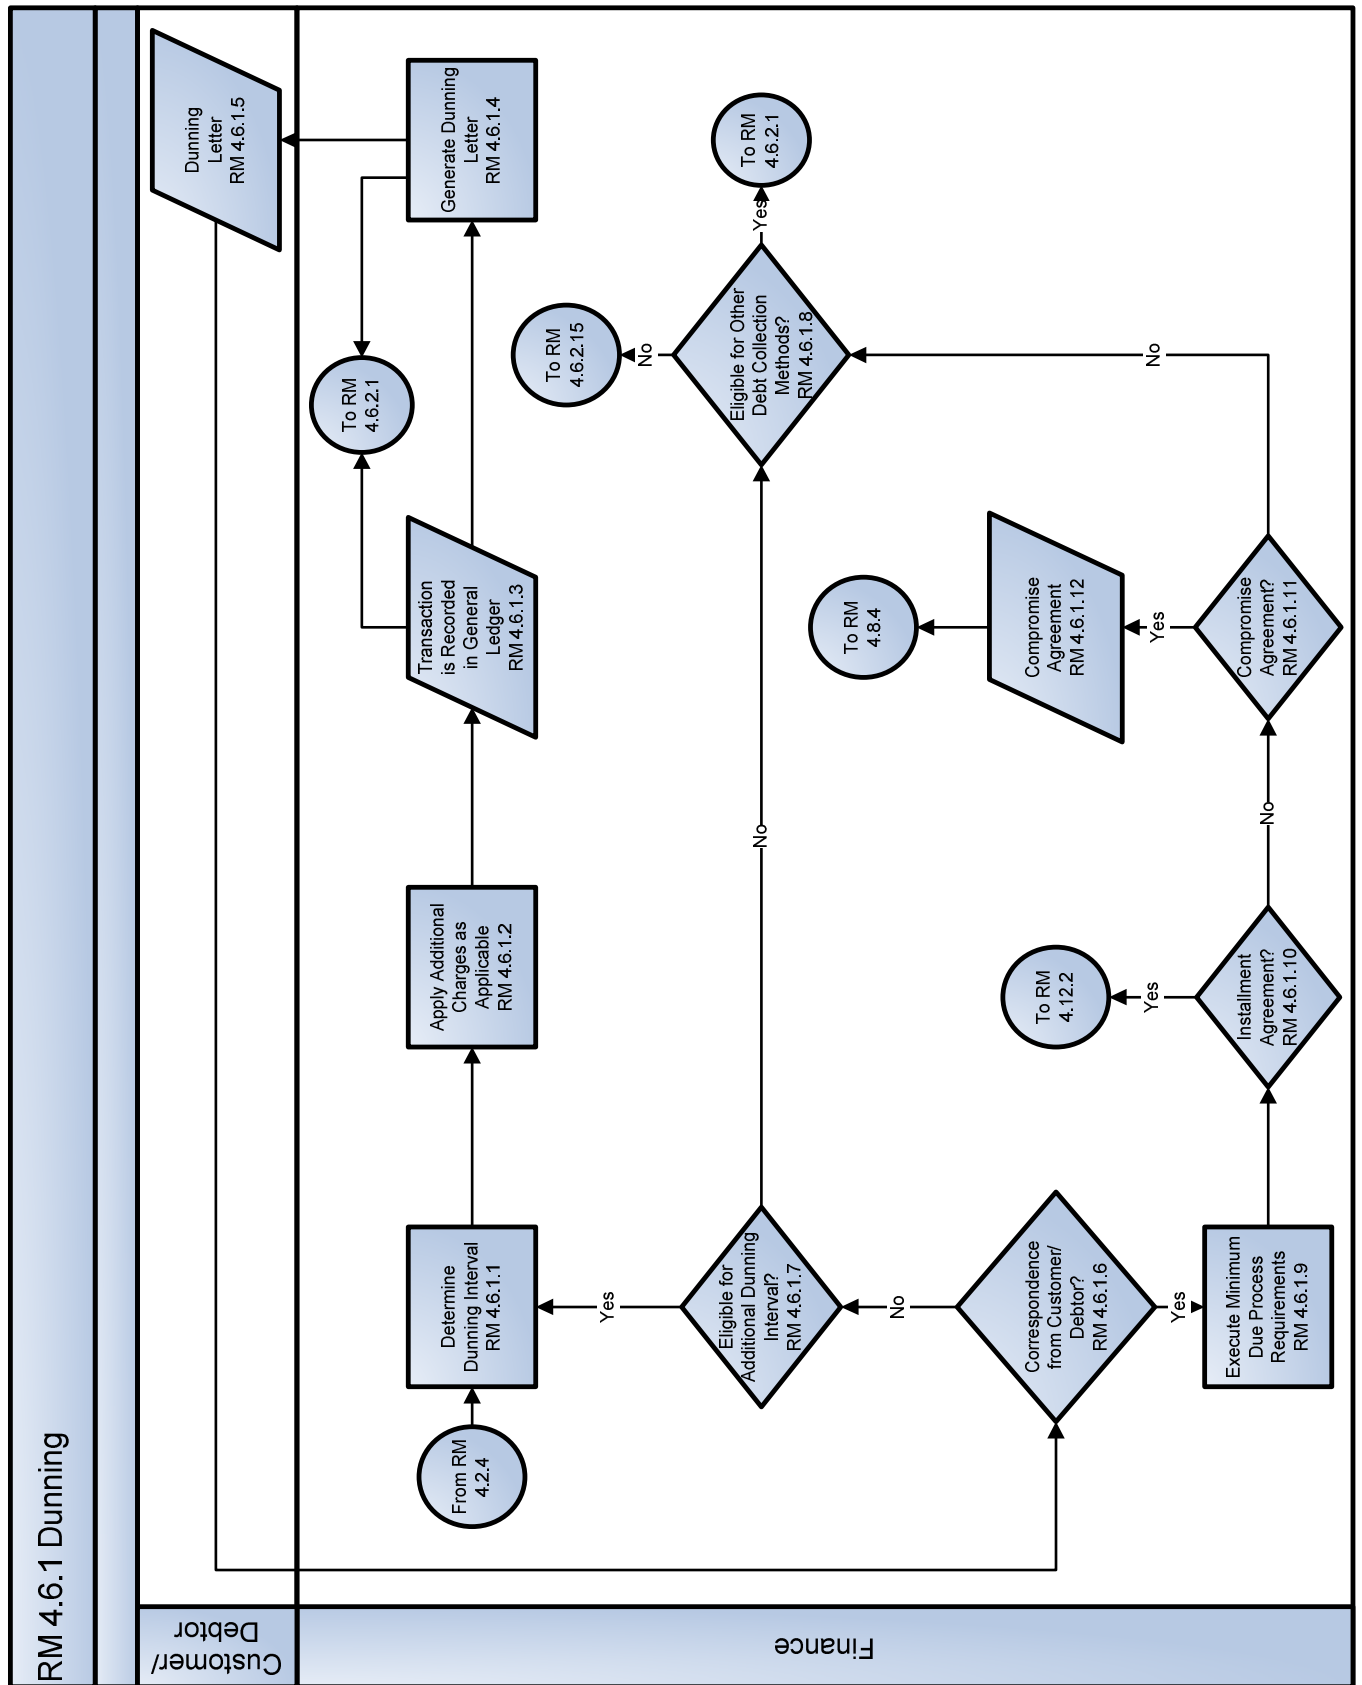 RM 4.6.1 Dunning
Customer/
Debtor
Dunning
Letter
RM 4.6.1.5
Finance
From RM
4.2.4
Determine
Dunning Interval
RM 4.6.1.1
Apply Additional
Charges as
Applicable
RM 4.6.1.2
Transaction
is Recorded
in General
Ledger
RM 4.6.1.3
To RM
4.6.2.1
Generate Dunning
Letter
RM 4.6.1.4
Yes
Eligible for
Additional Dunning
Interval?
RM 4.6.1.7
No
To RM
4.6.2.15
No
Eligible for Other
Debt Collection
Methods?
RM 4.6.1.8
Yes
To RM
4.6.2.1
No
Correspondence
from Customer/
Debtor?
RM 4.6.1.6
Yes
Execute Minimum
Due Process
Requirements
RM 4.6.1.9
To RM
4.12.2
Yes
Installment
Agreement?
RM 4.6.1.10
No
To RM
4.8.4
Compromise
Agreement
RM 4.6.1.12
Yes
Compromise
Agreement?
RM 4.6.1.11
No